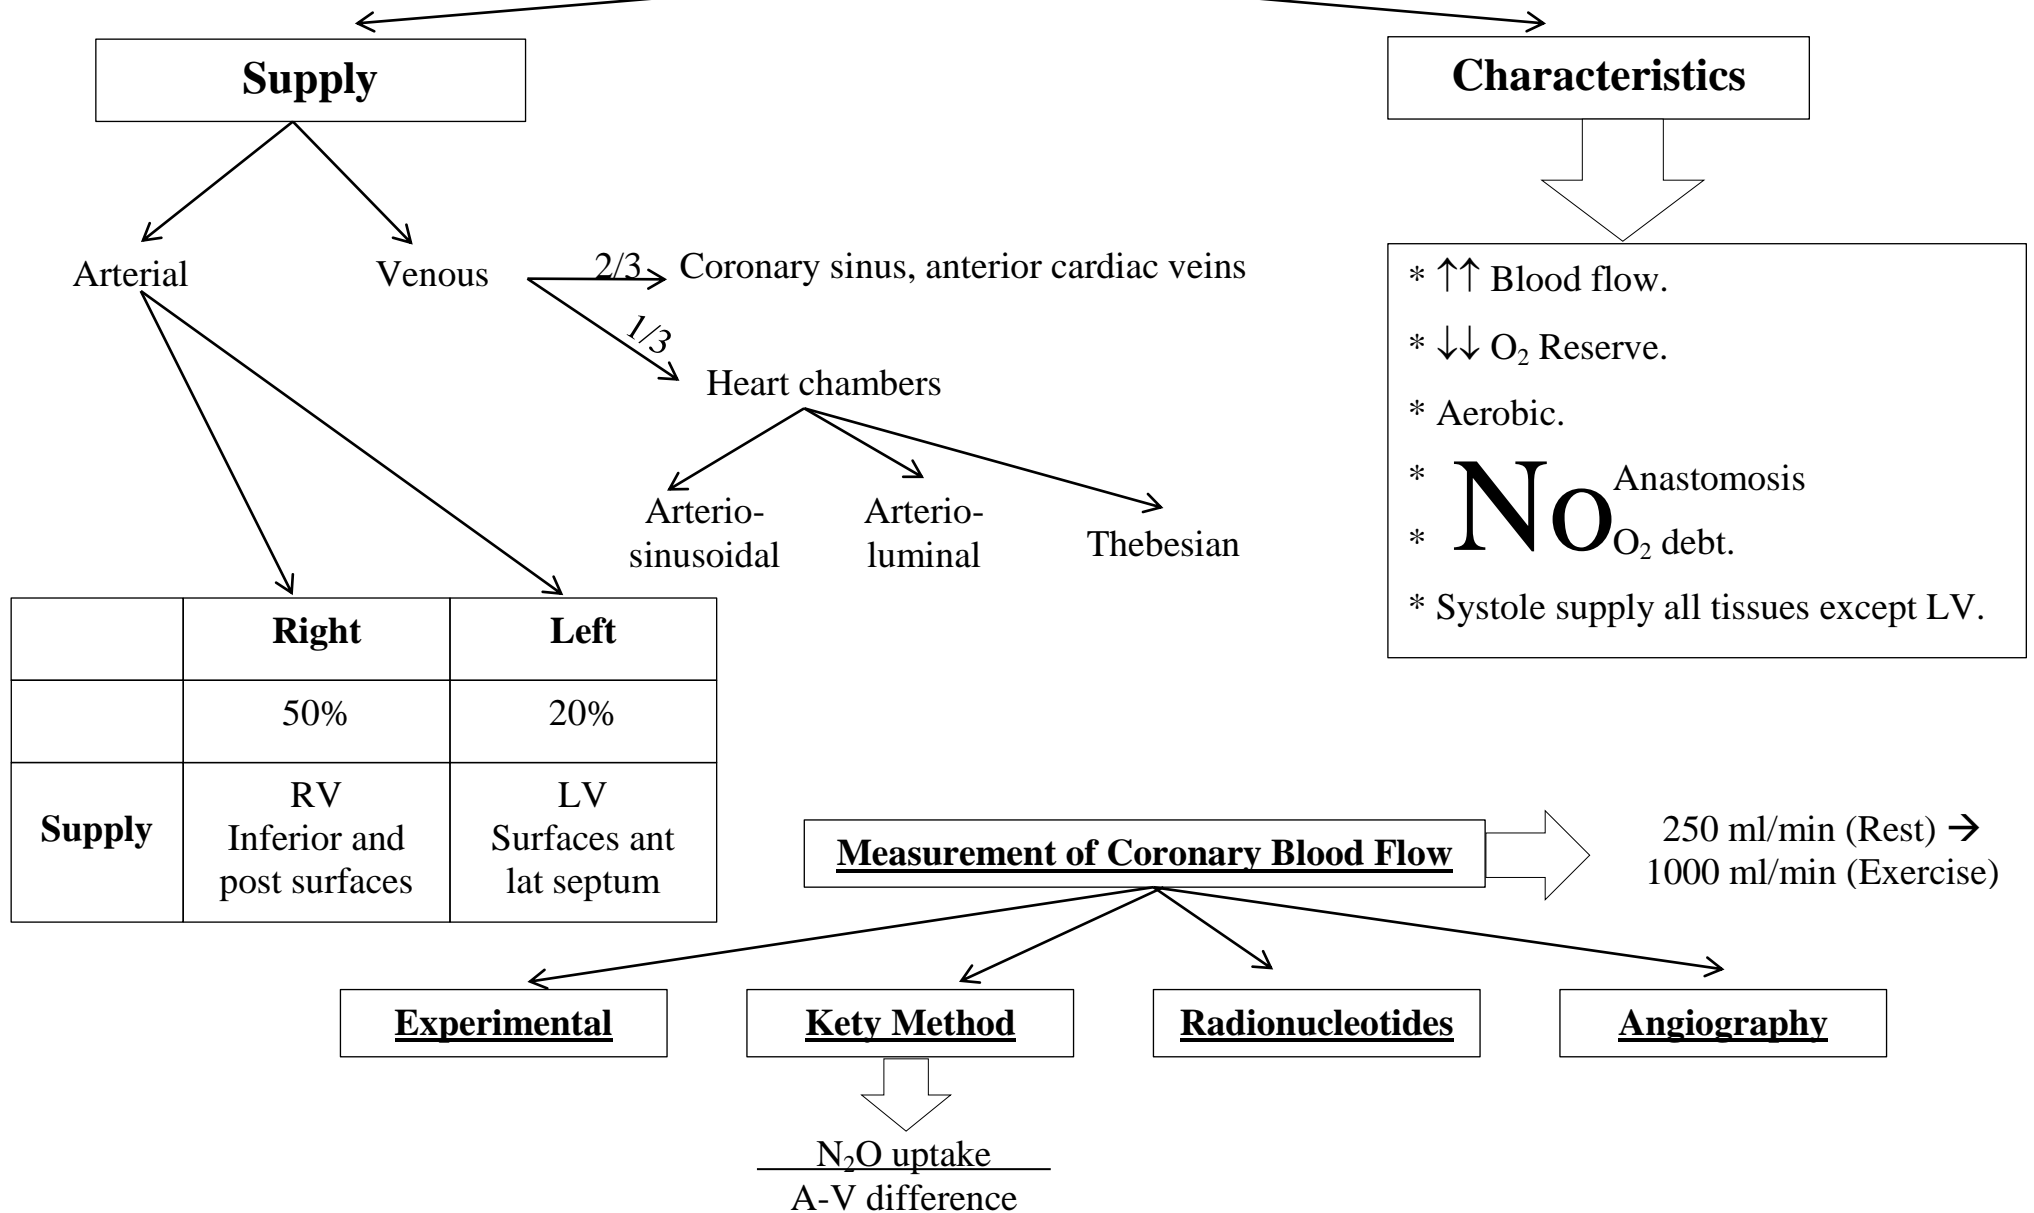 Supply
Characteristics
Arterial
Venous
2/3
Coronary sinus, anterior cardiac veins
1/3
Heart chambers
Arterio-
sinusoidal
Arterio-
luminal
Thebesian
* ↑↑ Blood flow.
* ↓↓ O₂ Reserve.
* Aerobic.
* No Anastomosis
* O₂ debt.
* Systole supply all tissues except LV.
Right Left
50% 20%
Supply
RV
Inferior and
post surfaces
LV
Surfaces ant
lat septum
Measurement of Coronary Blood Flow
250 ml/min (Rest) →
1000 ml/min (Exercise)
Experimental
Kety Method
Radionucleotides
Angiography
N₂O uptake
A-V difference